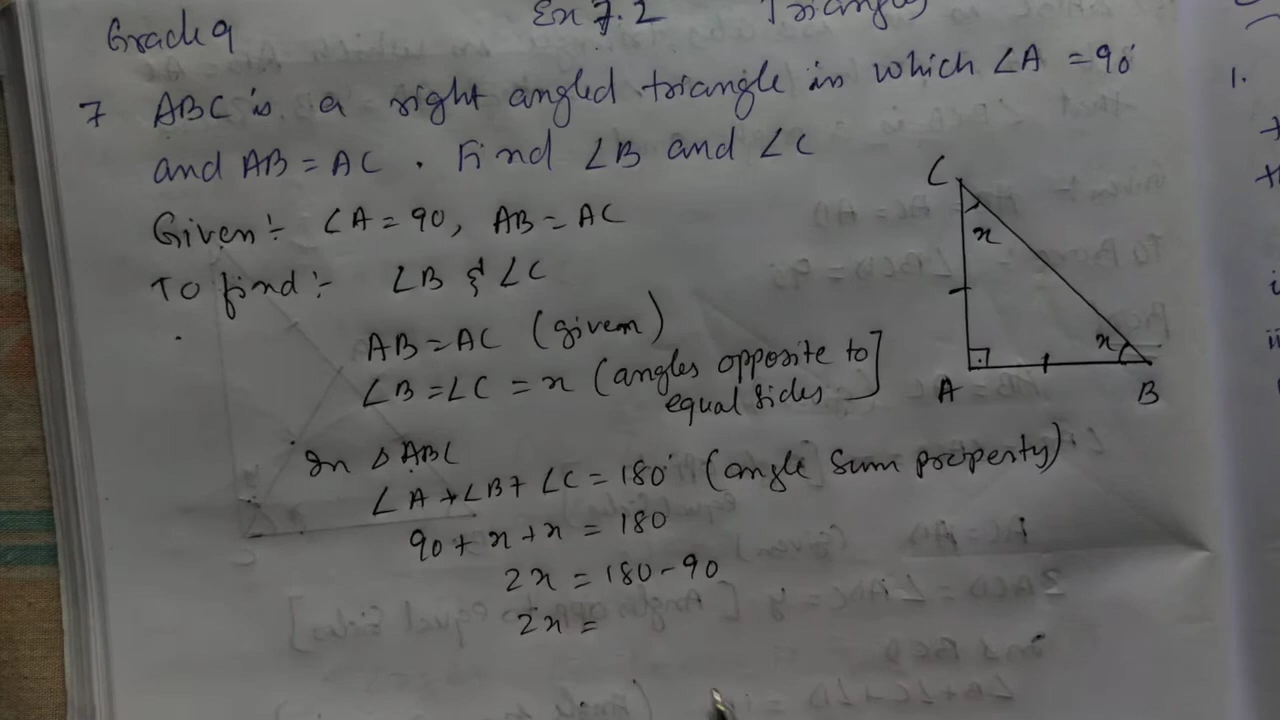 Grade 9 Ex 7.2 Triangles
7 ABC is a right angled triangle in which ∠A = 90°
and AB = AC . Find ∠B and ∠C
Given:- ∠A = 90, AB = AC
To find:- ∠B & ∠C
AB = AC (given)
∠B = ∠C = x (angles opposite to
equal sides]
In △ABC
∠A + ∠B + ∠C = 180° (angle sum property)
90 + x + x = 180
2x = 180 - 90
2x =
C
x
x
A
B
1.